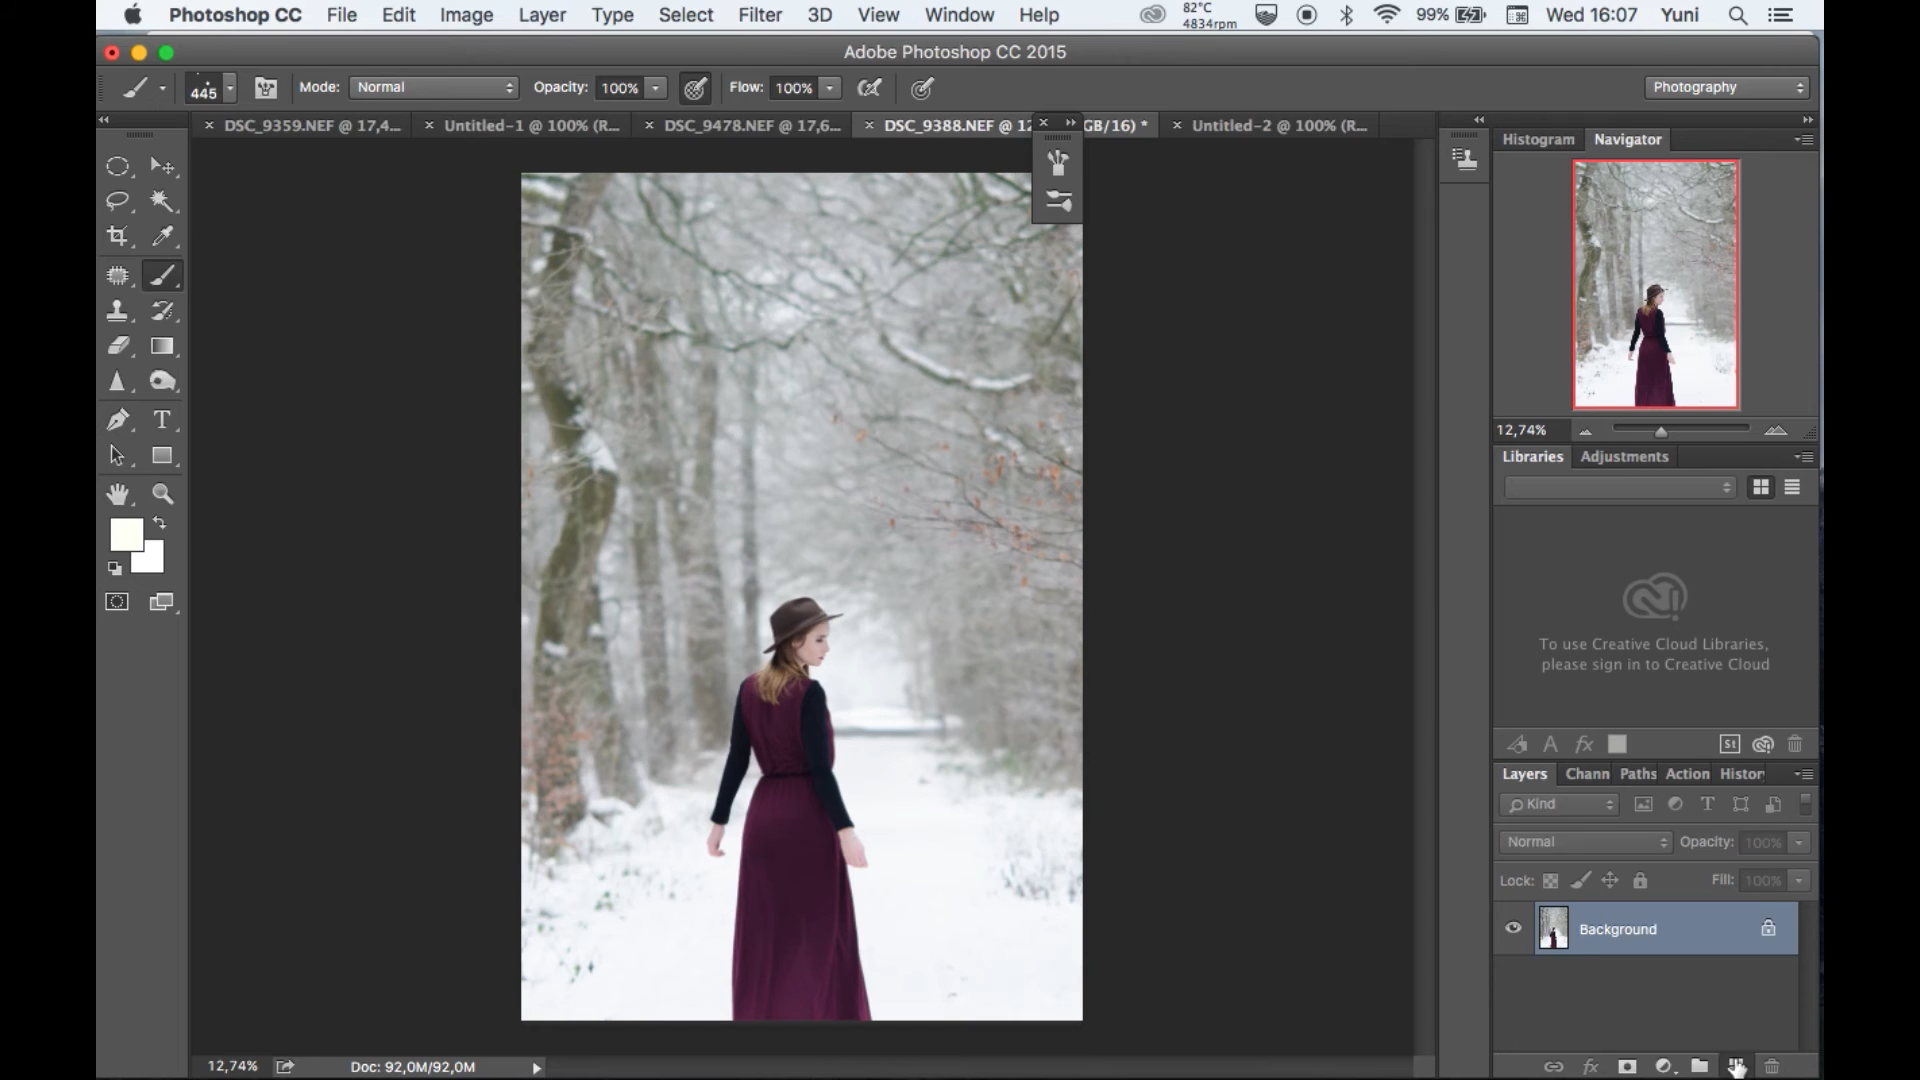 Photoshop CC File Edit Image Layer Type Select Filter 3D View Window Help 82°C 4834rpm 99% Wed 16:07 Yuni
Adobe Photoshop CC 2015
445 Mode: Normal Opacity: 100% Flow: 100% Photography
× DSC_9359.NEF @ 17,4... × Untitled-1 @ 100% (R... × DSC_9478.NEF @ 17,6... × DSC_9388.NEF @ 12 GB/16) * × Untitled-2 @ 100% (R...
Histogram Navigator
12,74%
Libraries Adjustments
To use Creative Cloud Libraries,
please sign in to Creative Cloud
A fx St
Layers Chann Paths Action Histor
Kind T
Normal Opacity: 100%
Lock: Fill: 100%
Background
fx
T
12,74% Doc: 92,0M/92,0M